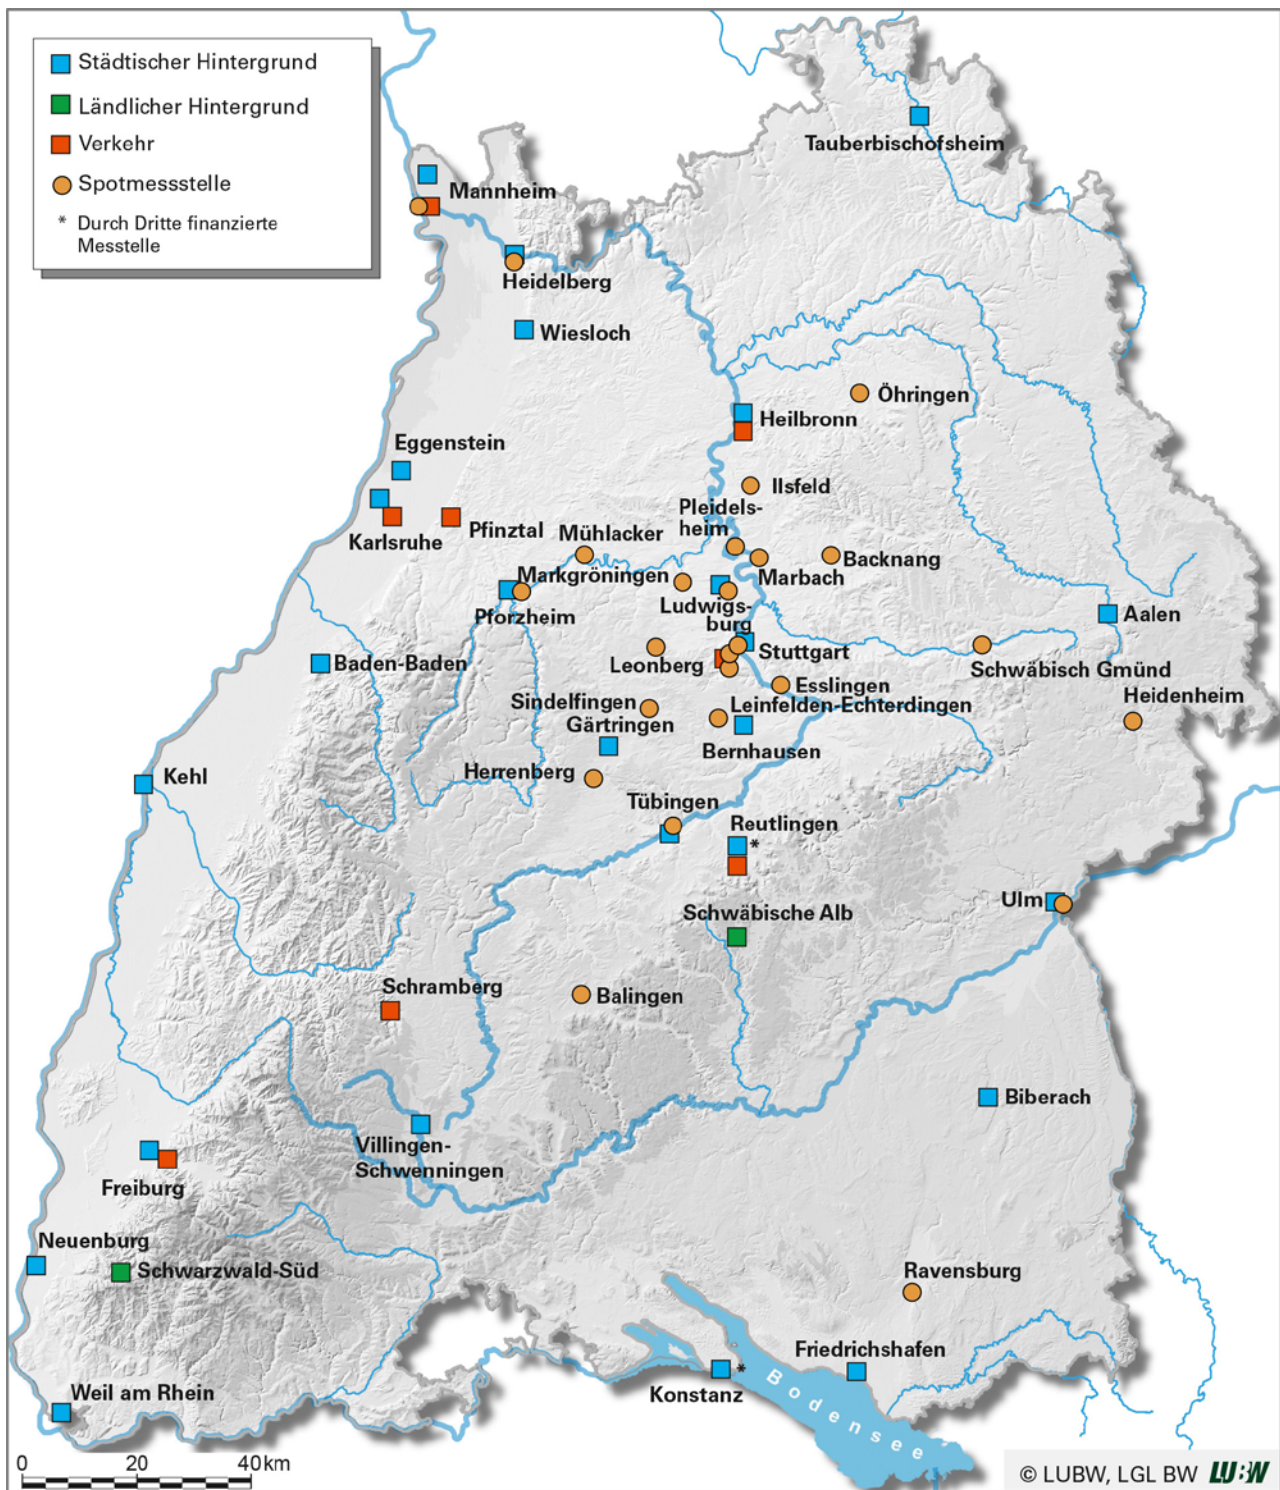 Städtischer Hintergrund
Ländlicher Hintergrund
Verkehr
Spotmessstelle
* Durch Dritte finanzierte
Messtelle
Tauberbischofsheim
Mannheim
Heidelberg
Wiesloch
Öhringen
Heilbronn
Eggenstein
Ilsfeld
Pleidels-
heim
Karlsruhe
Pfinztal
Mühlacker
Backnang
Marbach
Markgröningen
Pforzheim
Ludwigs-
burg
Aalen
Stuttgart
Baden-Baden
Leonberg
Schwäbisch Gmünd
Esslingen
Heidenheim
Sindelfingen
Leinfelden-Echterdingen
Gärtringen
Bernhausen
Herrenberg
Kehl
Tübingen
Reutlingen
*
Ulm
Schwäbische Alb
Schramberg
Balingen
Biberach
Villingen-
Schwenningen
Freiburg
Neuenburg
Schwarzwald-Süd
Ravensburg
Friedrichshafen
*
Konstanz
Bodensee
Weil am Rhein
0 20 40 km
© LUBW, LGL BW LUBW